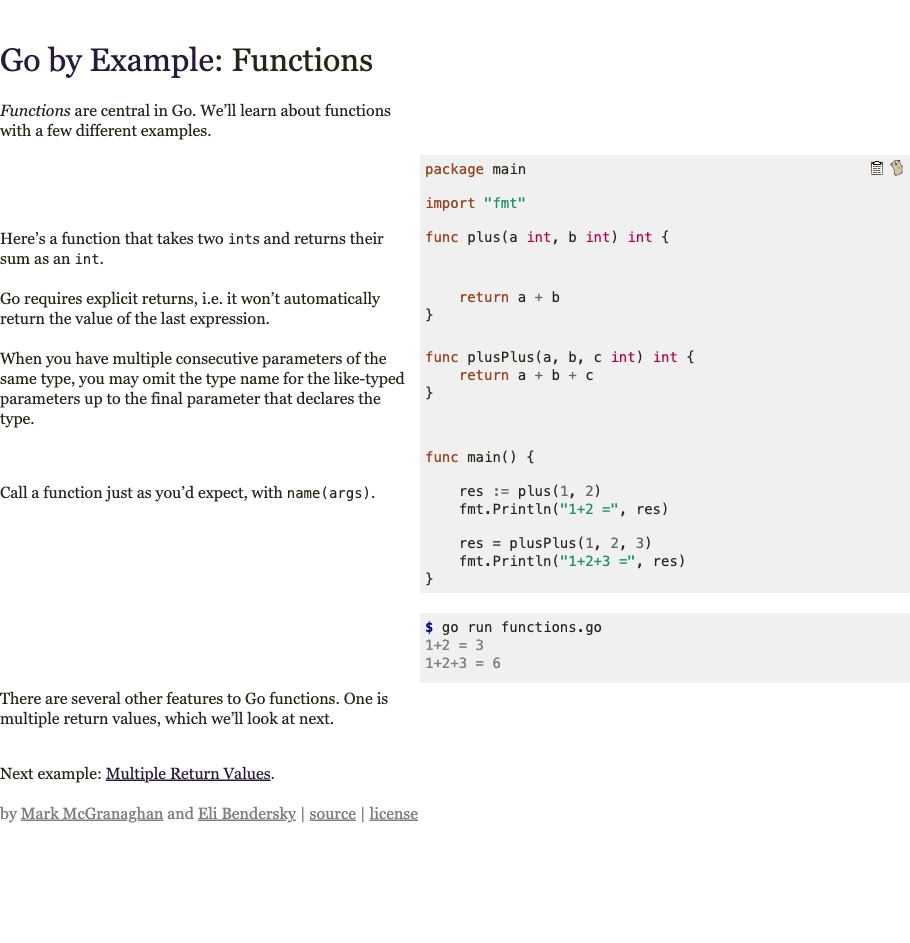 Go by Example: Functions
Functions are central in Go. We’ll learn about functions
with a few different examples.
package main
import "fmt"
Here’s a function that takes two ints and returns their
sum as an int.
func plus(a int, b int) int {
Go requires explicit returns, i.e. it won’t automatically
return the value of the last expression.
return a + b
}
When you have multiple consecutive parameters of the
same type, you may omit the type name for the like-typed
parameters up to the final parameter that declares the
type.
func plusPlus(a, b, c int) int {
return a + b + c
}
func main() {
Call a function just as you’d expect, with name(args).
res := plus(1, 2)
fmt.Println("1+2 =", res)
res = plusPlus(1, 2, 3)
fmt.Println("1+2+3 =", res)
}
$ go run functions.go
1+2 = 3
1+2+3 = 6
There are several other features to Go functions. One is
multiple return values, which we’ll look at next.
Next example: Multiple Return Values.
by Mark McGranaghan and Eli Bendersky | source | license